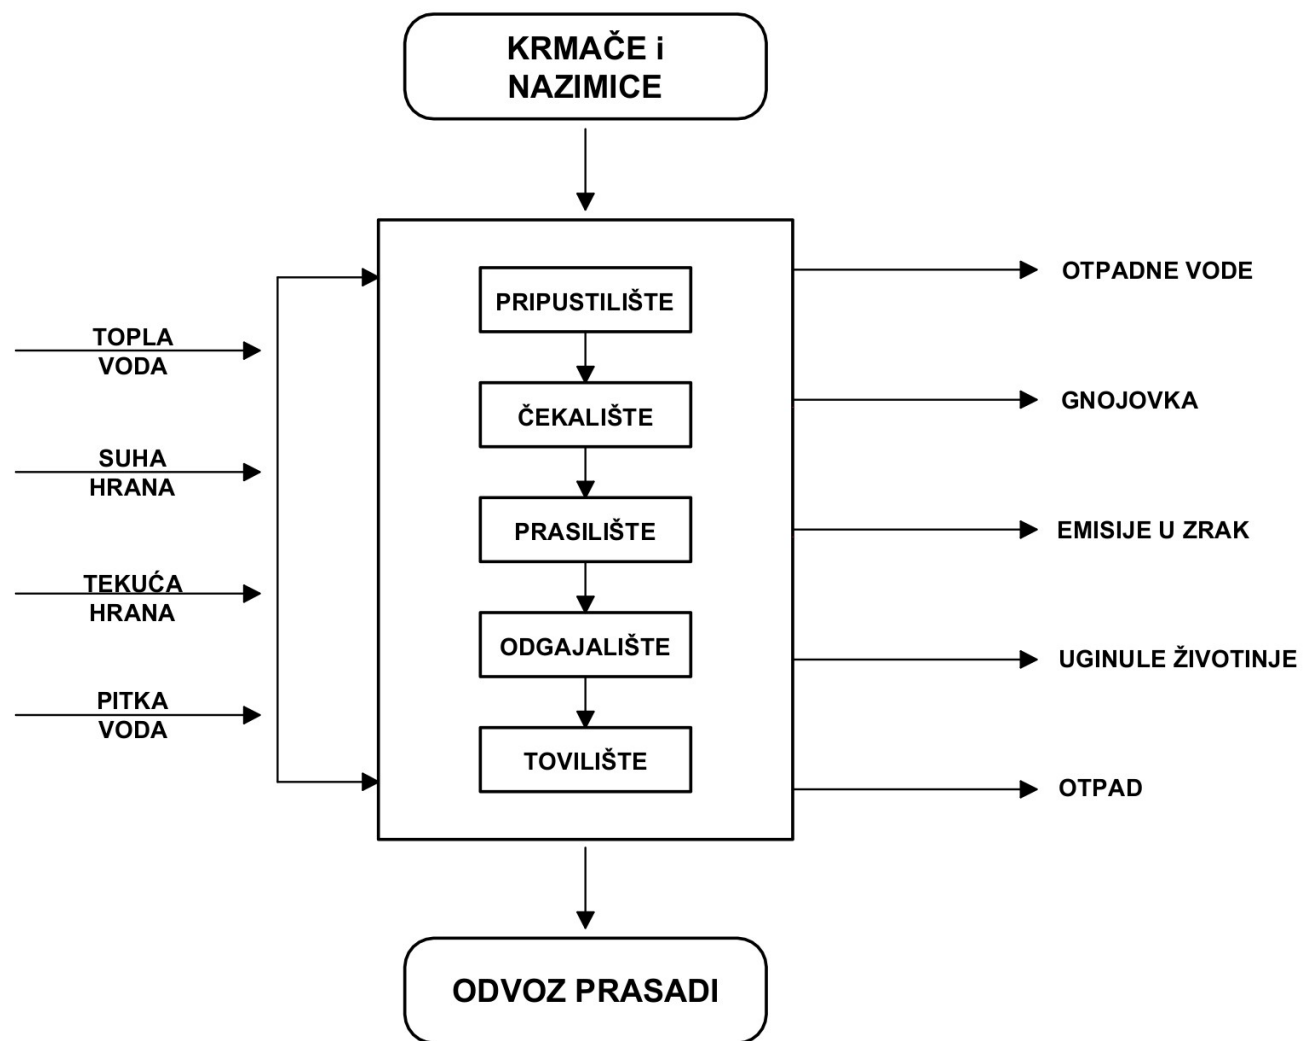 KRMAČE i
NAZIMICE
TOPLA
VODA
SUHA
HRANA
TEKUĆA
HRANA
PITKA
VODA
PRIPUSTILIŠTE
ČEKALIŠTE
PRASILIŠTE
ODGAJALIŠTE
TOVILIŠTE
OTPADNE VODE
GNOJOVKA
EMISIJE U ZRAK
UGINULE ŽIVOTINJE
OTPAD
ODVOZ PRASADI